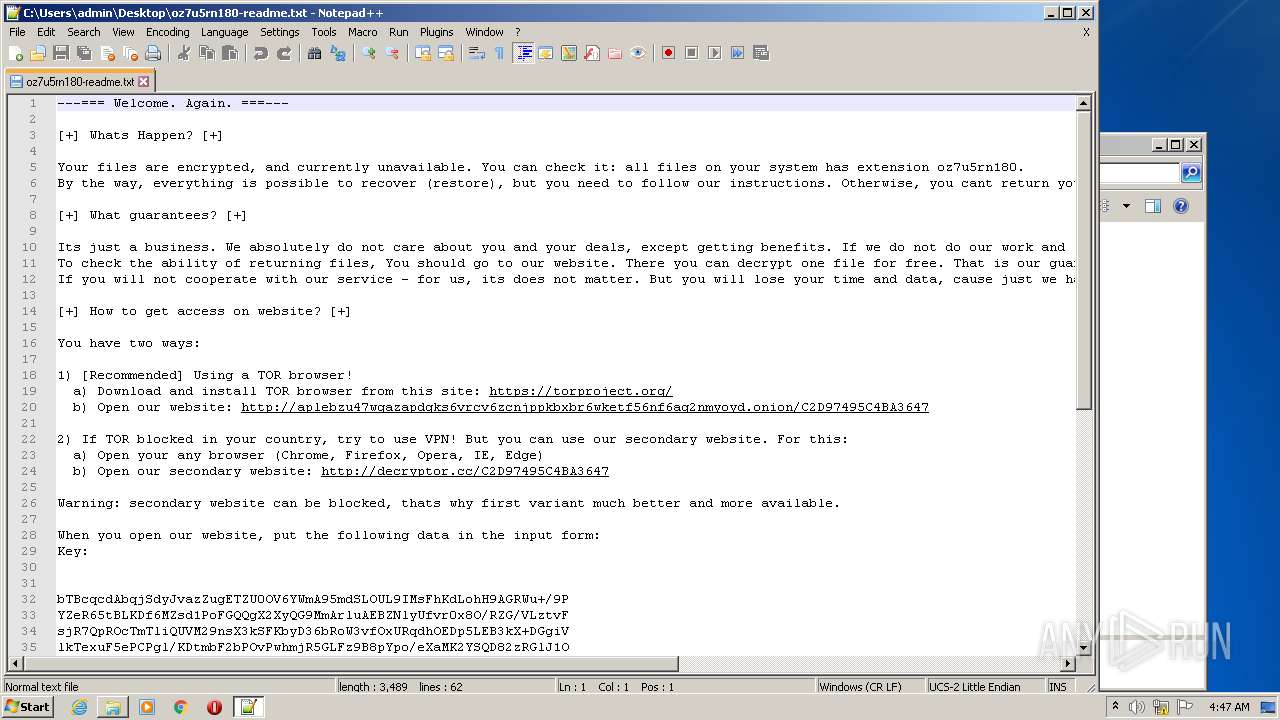 C:\Users\admin\Desktop\oz7u5rn180-readme.txt - Notepad++
File Edit Search View Encoding Language Settings Tools Macro Run Plugins Window ? X
oz7u5rn180-readme.txt
1 ---=== Welcome. Again. ===---
2
3 [+] Whats Happen? [+]
4
5 Your files are encrypted, and currently unavailable. You can check it: all files on your system has extension oz7u5rn180.
6 By the way, everything is possible to recover (restore), but you need to follow our instructions. Otherwise, you cant return yo
7
8 [+] What guarantees? [+]
9
10 Its just a business. We absolutely do not care about you and your deals, except getting benefits. If we do not do our work and
11 To check the ability of returning files, You should go to our website. There you can decrypt one file for free. That is our gua
12 If you will not cooperate with our service - for us, its does not matter. But you will lose your time and data, cause just we ha
13
14 [+] How to get access on website? [+]
15
16 You have two ways:
17
18 1) [Recommended] Using a TOR browser!
19 a) Download and install TOR browser from this site: https://torproject.org/
20 b) Open our website: http://aplebzu47wgazapdqks6vrcv6zcnjppkbxbr6wketf56nf6aq2nmyoyd.onion/C2D97495C4BA3647
21
22 2) If TOR blocked in your country, try to use VPN! But you can use our secondary website. For this:
23 a) Open your any browser (Chrome, Firefox, Opera, IE, Edge)
24 b) Open our secondary website: http://decryptor.cc/C2D97495C4BA3647
25
26 Warning: secondary website can be blocked, thats why first variant much better and more available.
27
28 When you open our website, put the following data in the input form:
29 Key:
30
31
32
33
34
35
ANY RUN
Normal text file length : 3,489 lines : 62 Ln : 1 Col : 1 Pos : 1 Windows (CR LF) UCS-2 Little Endian INS
Start 4:47 AM